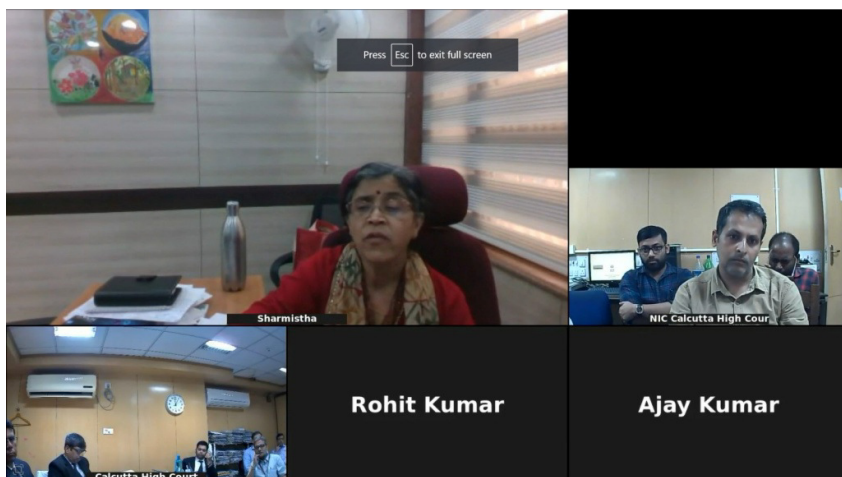 Press Esc to exit full screen
Sharmistha
NIC Calcutta High Cour
Calcutta High Court
Rohit Kumar
Ajay Kumar